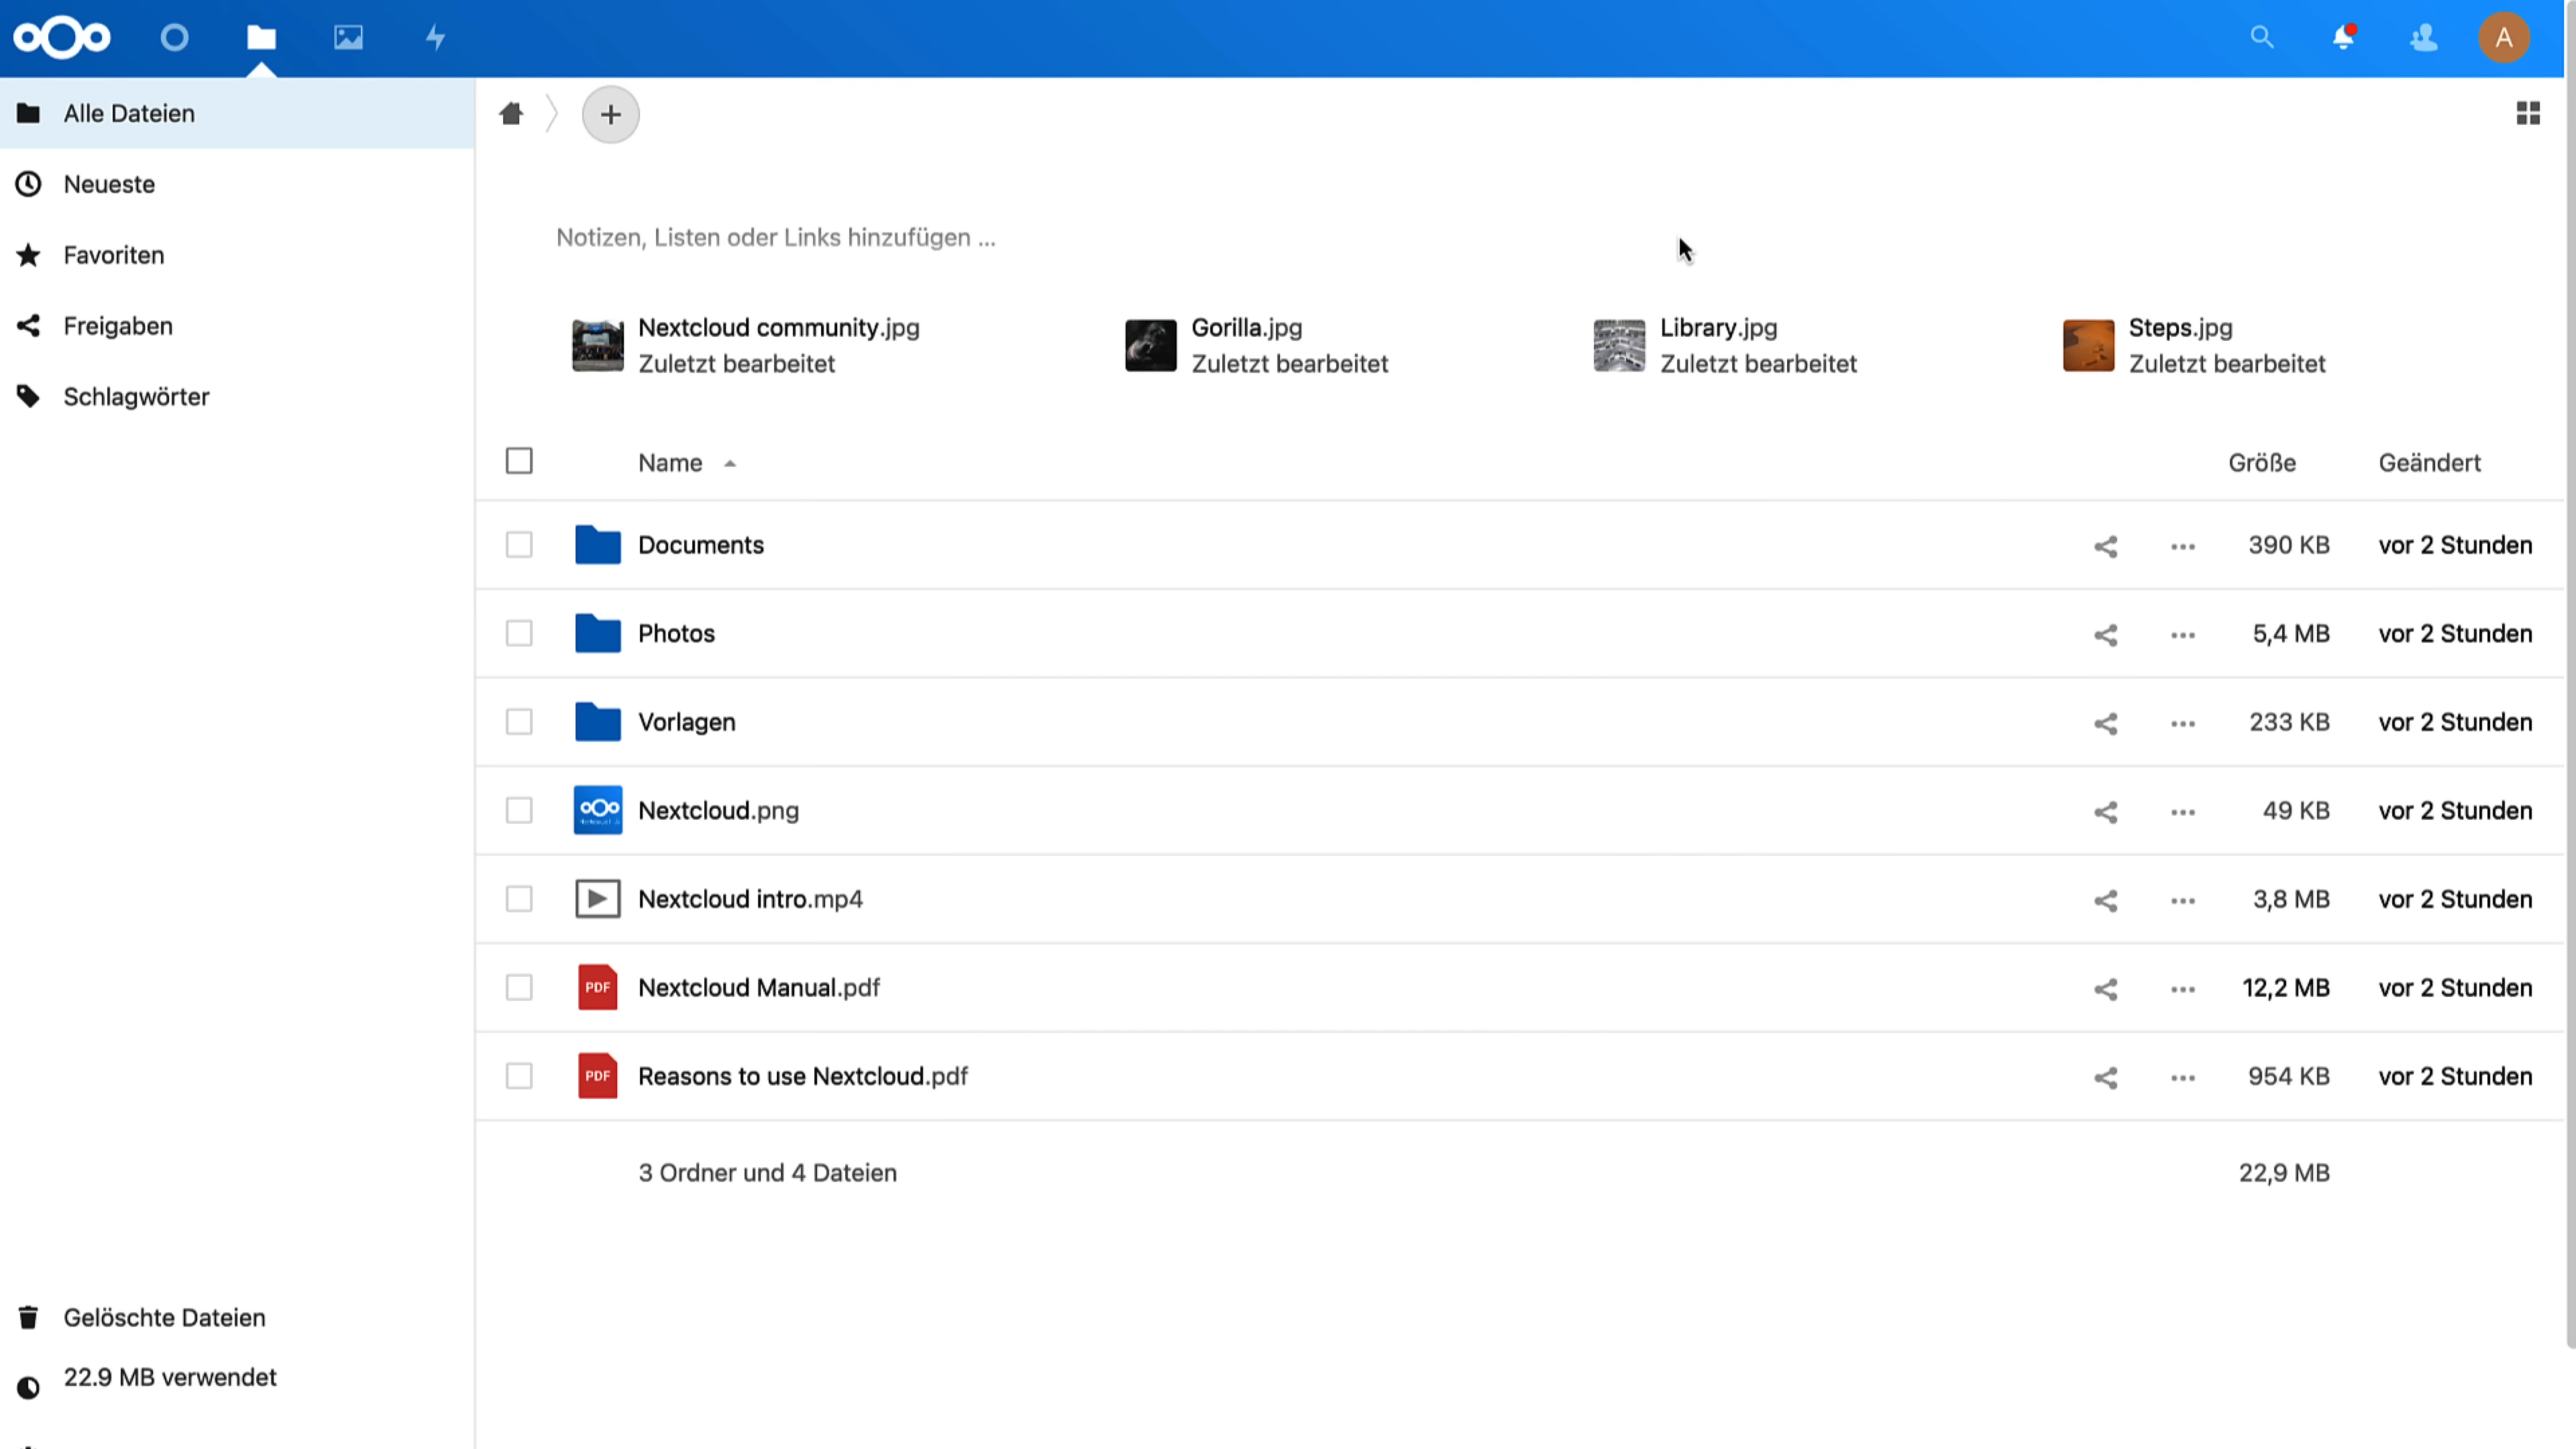 A
Alle Dateien
Neueste
Favoriten
Freigaben
Schlagwörter
Gelöschte Dateien
22.9 MB verwendet
Notizen, Listen oder Links hinzufügen ...
Nextcloud community.jpg
Zuletzt bearbeitet
Gorilla.jpg
Zuletzt bearbeitet
Library.jpg
Zuletzt bearbeitet
Steps.jpg
Zuletzt bearbeitet
Name Größe Geändert
Documents 390 KB vor 2 Stunden
Photos 5,4 MB vor 2 Stunden
Vorlagen 233 KB vor 2 Stunden
Nextcloud.png 49 KB vor 2 Stunden
Nextcloud intro.mp4 3,8 MB vor 2 Stunden
PDF Nextcloud Manual.pdf 12,2 MB vor 2 Stunden
PDF Reasons to use Nextcloud.pdf 954 KB vor 2 Stunden
3 Ordner und 4 Dateien 22,9 MB